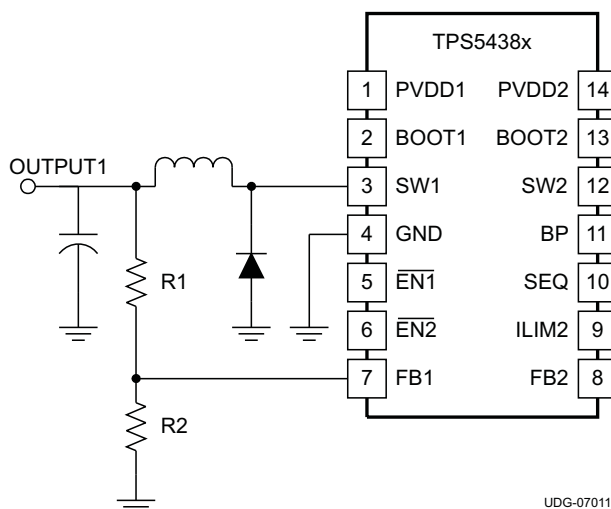 TPS5438x
1 PVDD1 PVDD2 14
2 BOOT1 BOOT2 13
OUTPUT1
3 SW1 SW2 12
4 GND BP 11
R1
5 EN1 SEQ 10
6 EN2 ILIM2 9
7 FB1 FB2 8
R2
UDG-07011